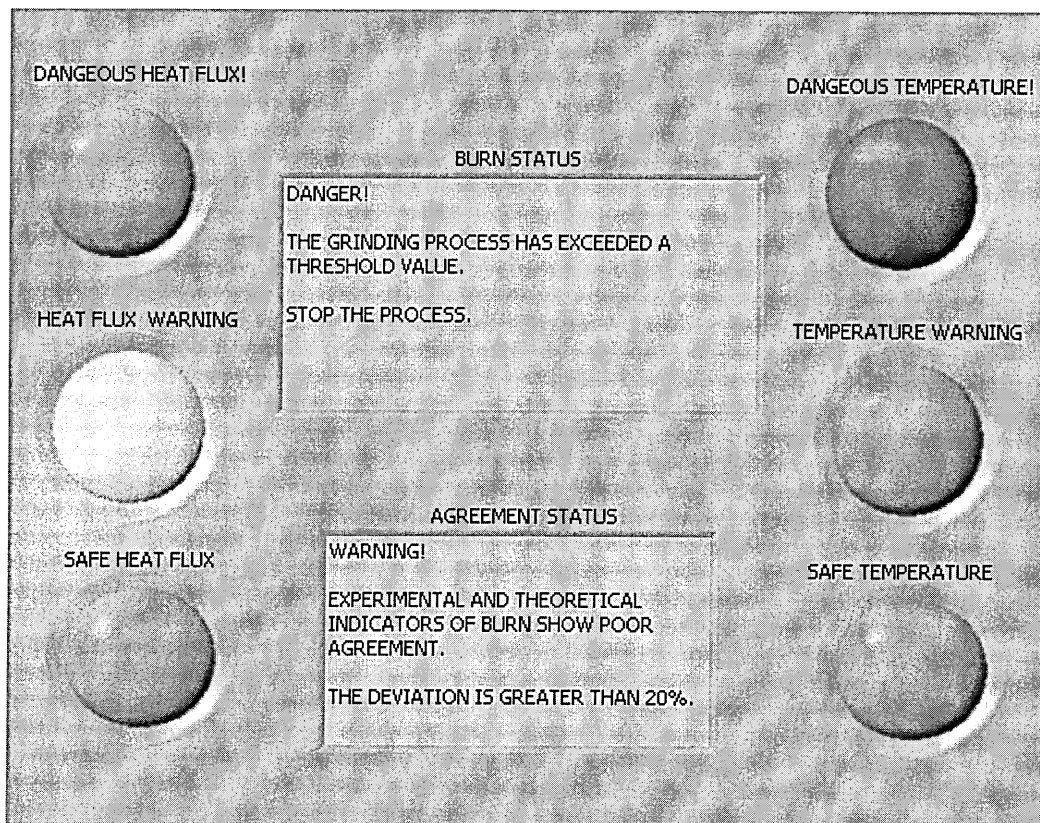 DANGEOUS HEAT FLUX!
DANGEOUS TEMPERATURE!
BURN STATUS
DANGER!
THE GRINDING PROCESS HAS EXCEEDED A
THRESHOLD VALUE.
STOP THE PROCESS.
HEAT FLUX WARNING
TEMPERATURE WARNING
AGREEMENT STATUS
WARNING!
EXPERIMENTAL AND THEORETICAL
INDICATORS OF BURN SHOW POOR
AGREEMENT.
THE DEVIATION IS GREATER THAN 20%.
SAFE HEAT FLUX
SAFE TEMPERATURE